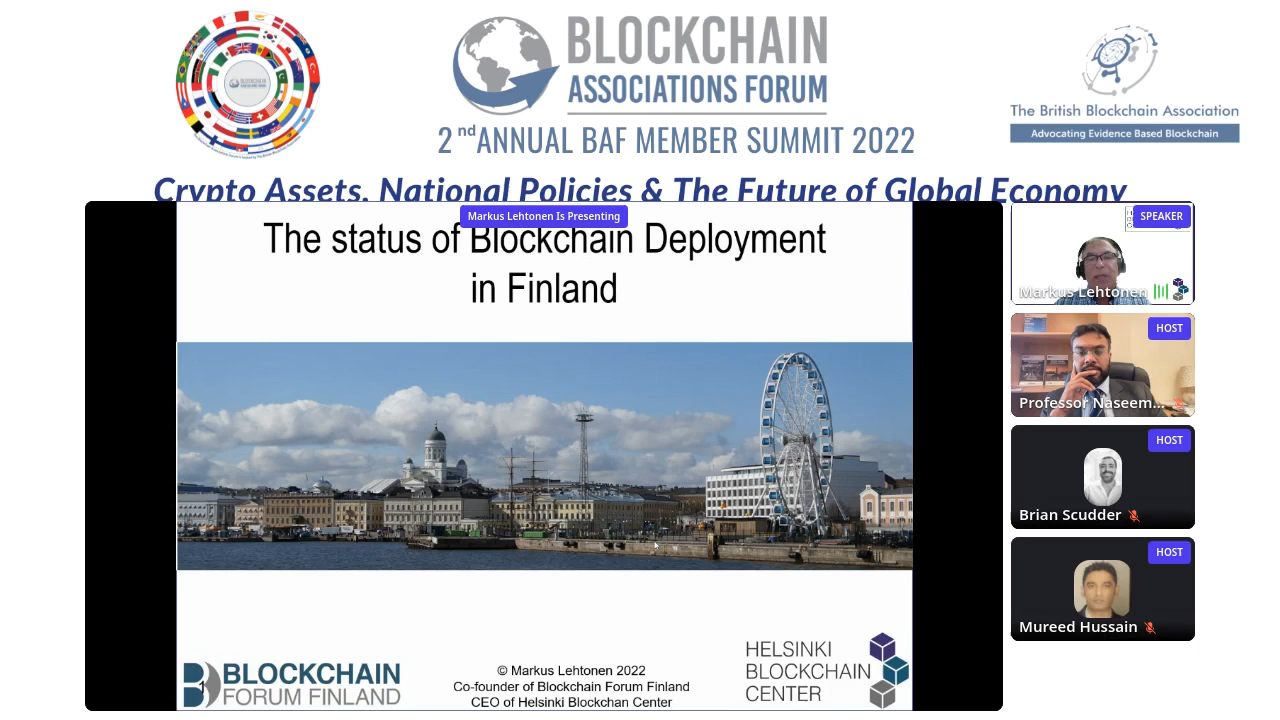 BLOCKCHAIN
ASSOCIATIONS FORUM
2nd ANNUAL BAF MEMBER SUMMIT 2022
The British Blockchain Association
Advocating Evidence Based Blockchain
Crypto Assets, National Policies & The Future of Global Economy
Markus Lehtonen Is Presenting
The status of Blockchain Deployment
in Finland
BLOCKCHAIN
FORUM FINLAND
1
© Markus Lehtonen 2022
Co-founder of Blockchain Forum Finland
CEO of Helsinki Blockchan Center
HELSINKI
BLOCKCHAIN
CENTER
SPEAKER
Markus Lehtonen
HOST
Professor Naseem...
HOST
Brian Scudder
HOST
Mureed Hussain